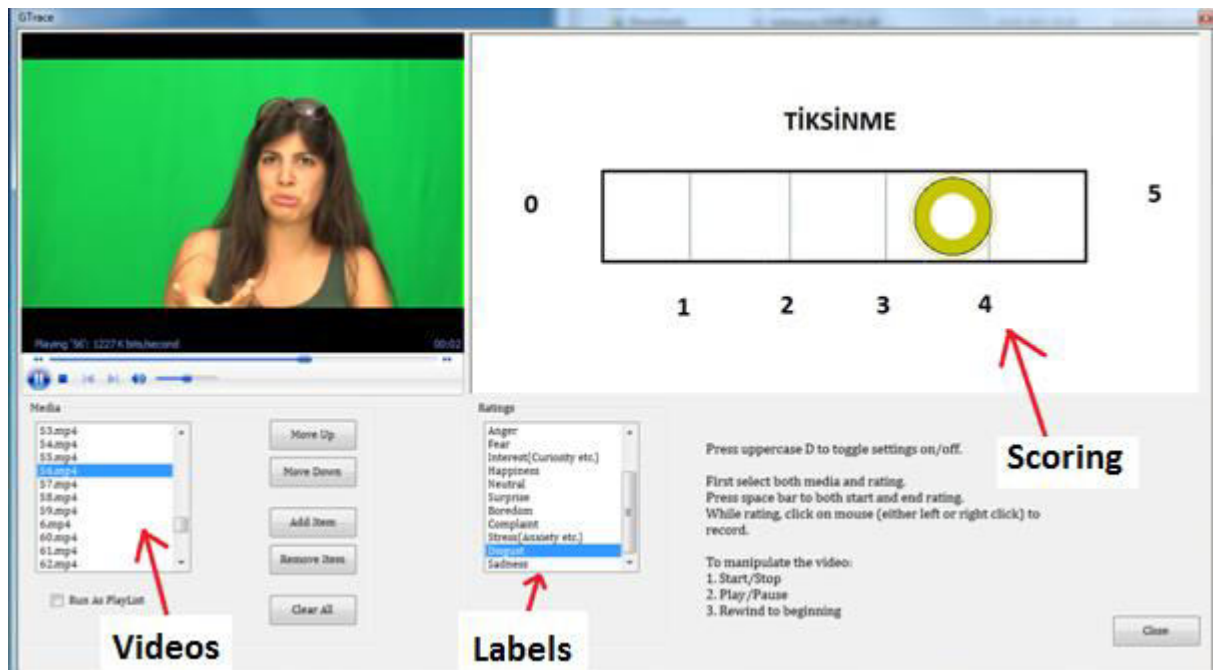 GTrace
TİKSİNME
0
5
1
2
3
4
Playing '56': 1227 K bits/second
00:02
Media
53.mp4
54.mp4
55.mp4
56.mp4
57.mp4
58.mp4
59.mp4
6.mp4
60.mp4
61.mp4
62.mp4
Move Up
Move Down
Add Item
Remove Item
Clear All
Run As PlayList
Videos
Ratings
Anger
Fear
Interest(Curiosity etc.)
Happiness
Neutral
Surprise
Boredom
Complaint
Stress(Anxiety etc.)
Disgust
Sadness
Labels
Press uppercase D to toggle settings on/off.
First select both media and rating.
Press space bar to both start and end rating.
While rating, click on mouse (either left or right click) to
record.
To manipulate the video:
1. Start/Stop
2. Play/Pause
3. Rewind to beginning
Scoring
Close